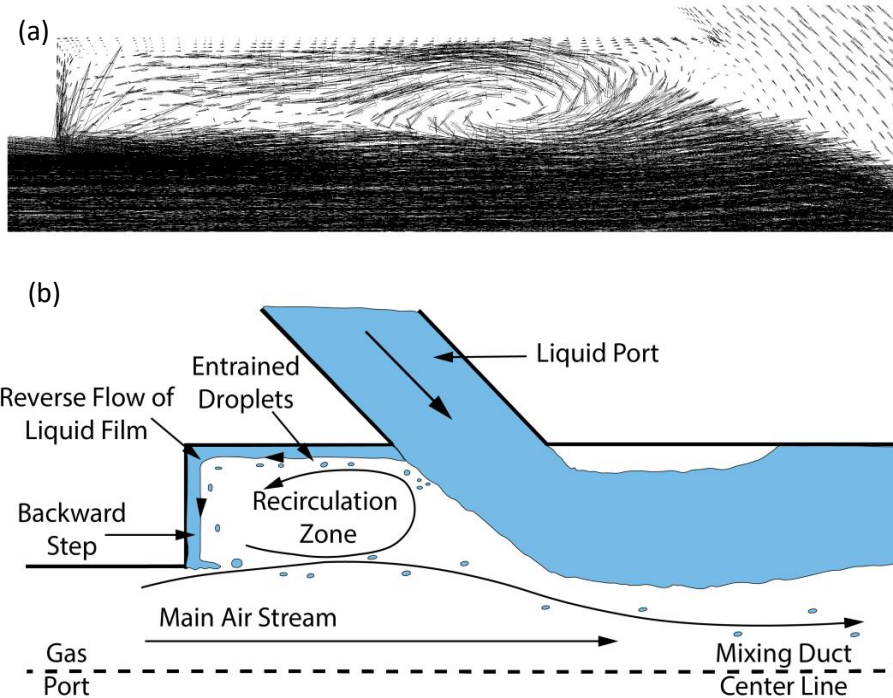 (a)
(b)
Liquid Port
Entrained
Droplets
Reverse Flow of
Liquid Film
Recirculation
Zone
Backward
Step
Main Air Stream
Gas
Port
Mixing Duct
Center Line